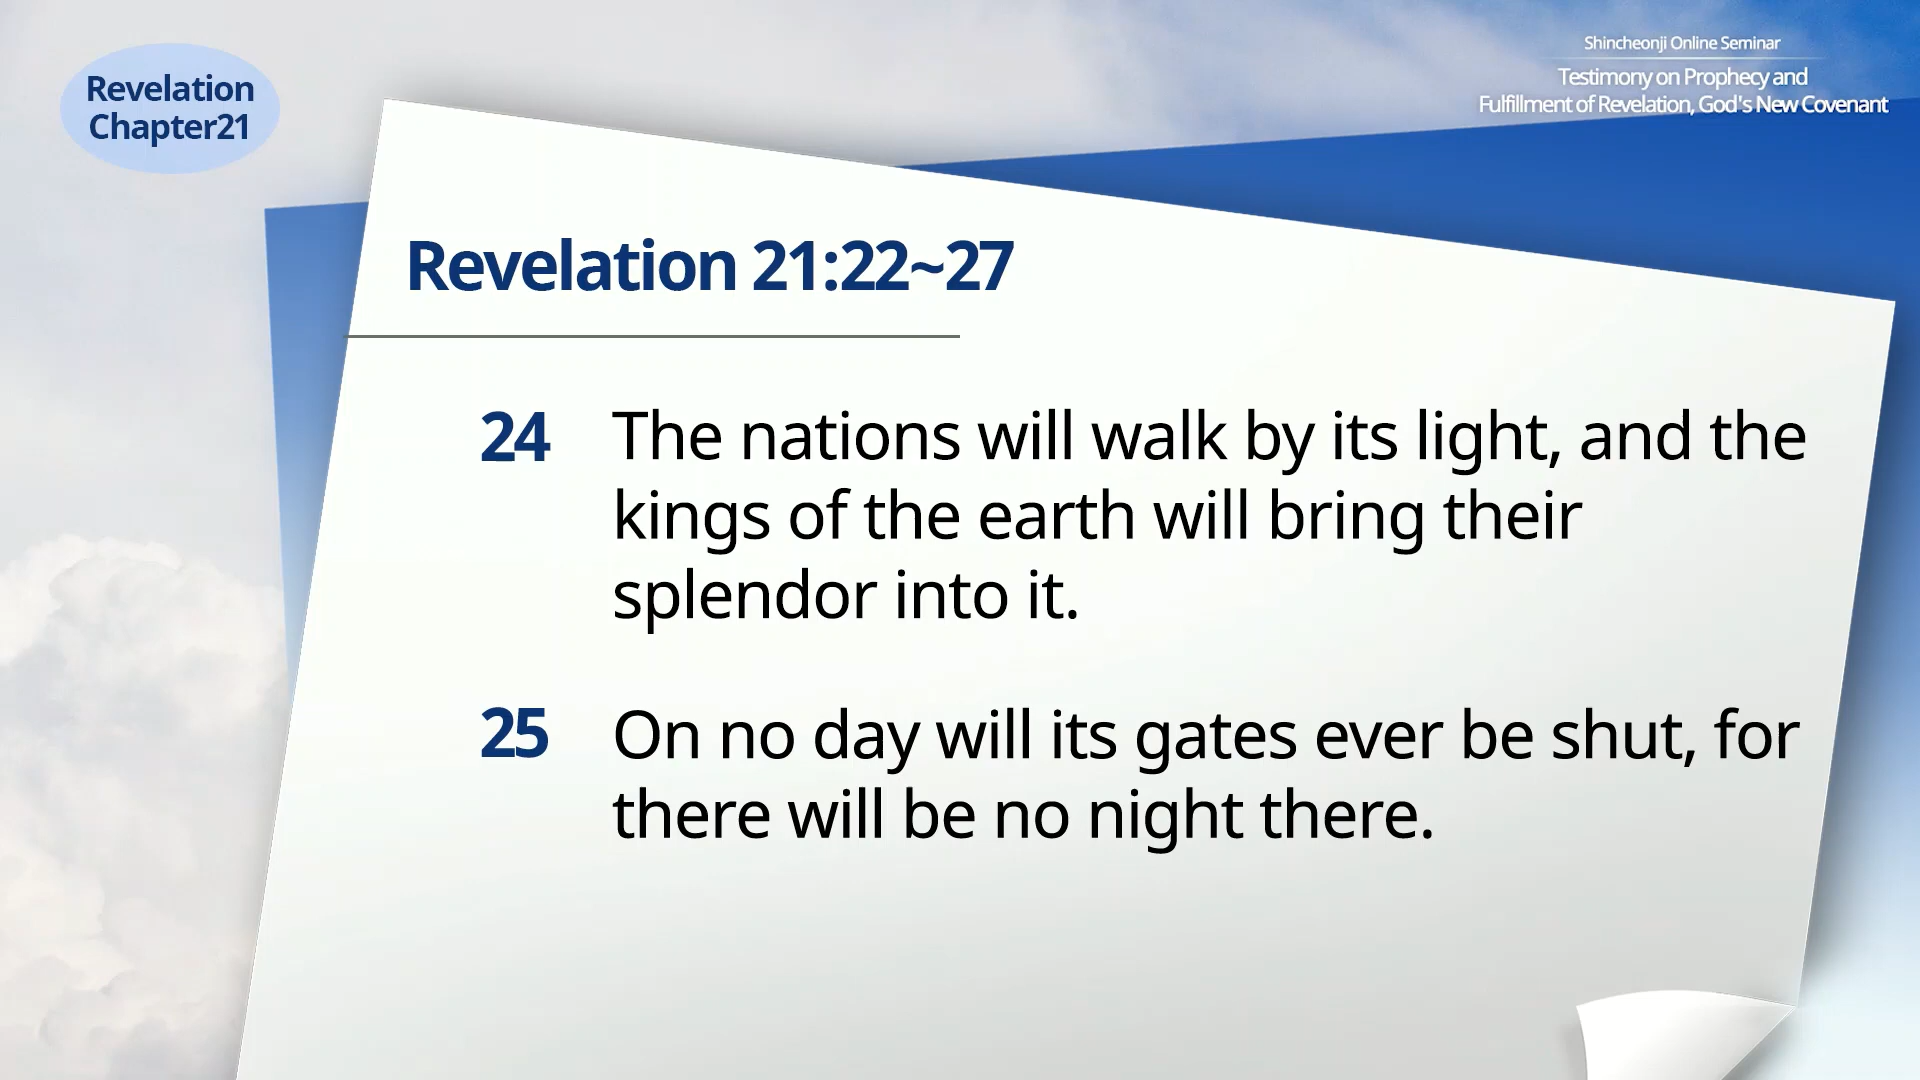 Revelation
Chapter21
Shincheonji Online Seminar
Testimony on Prophecy and
Fulfillment of Revelation, God's New Covenant
Revelation 21:22~27
24 The nations will walk by its light, and the
kings of the earth will bring their
splendor into it.
25 On no day will its gates ever be shut, for
there will be no night there.